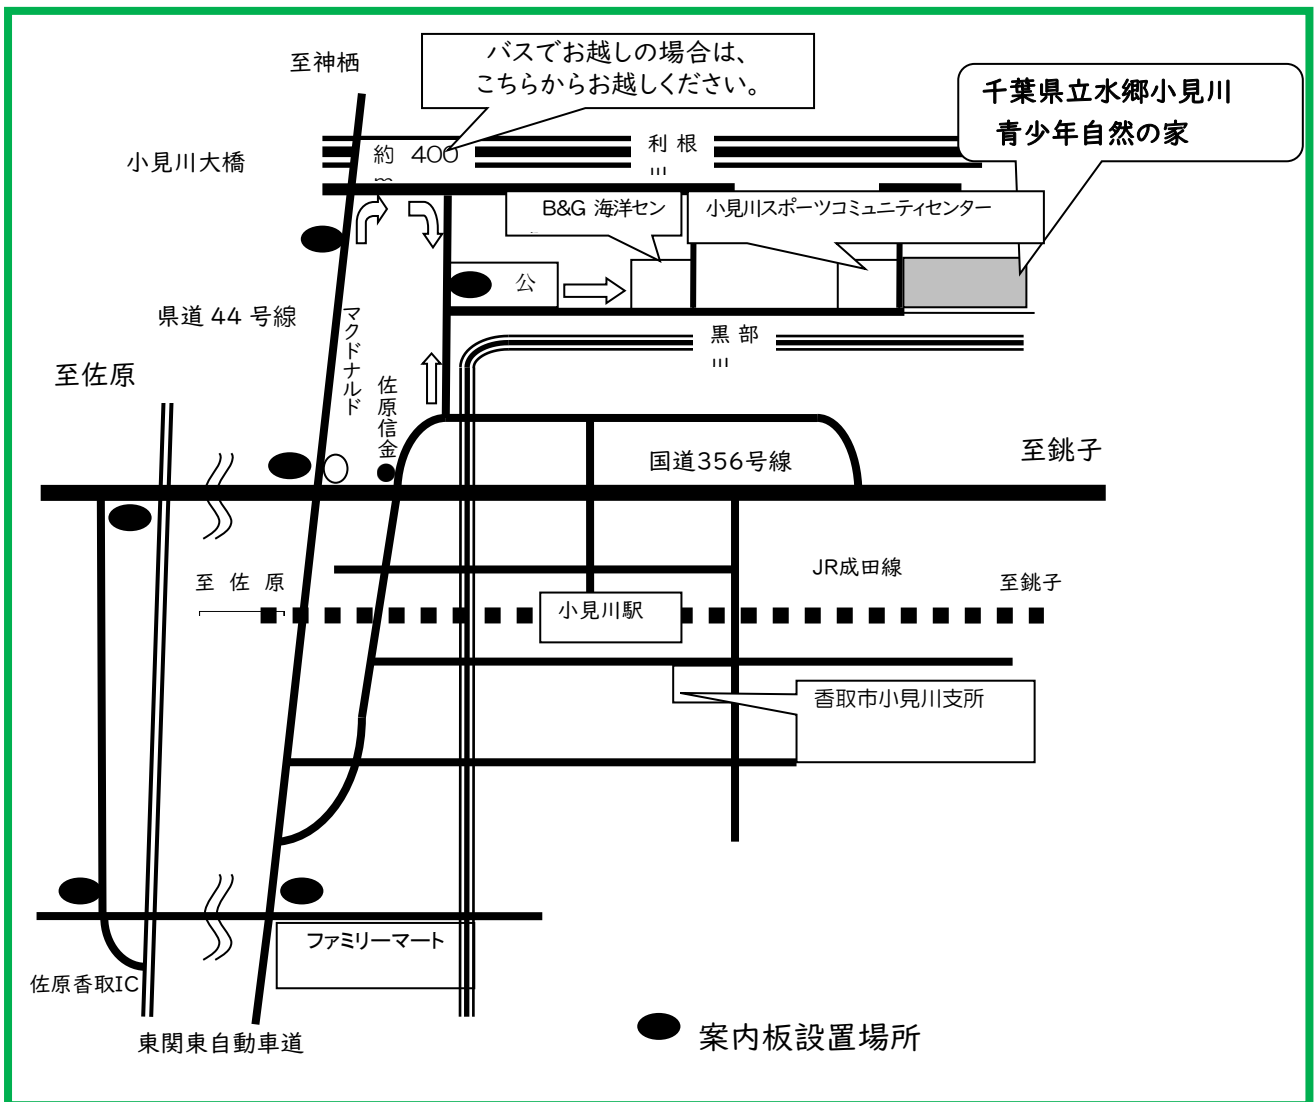 至神栖
バスでお越しの場合は、
こちらからお越しください。
千葉県立水郷小見川
青少年自然の家
小見川大橋
約 400
利根
B&G 海洋セン
小見川スポーツコミュニティセンター
公
県道 44 号線
マクドナルド
黒部
至佐原
佐原信金
国道356号線
至銚子
至 佐 原
JR成田線
至銚子
小見川駅
香取市小見川支所
ファミリーマート
佐原香取IC
東関東自動車道
案内板設置場所